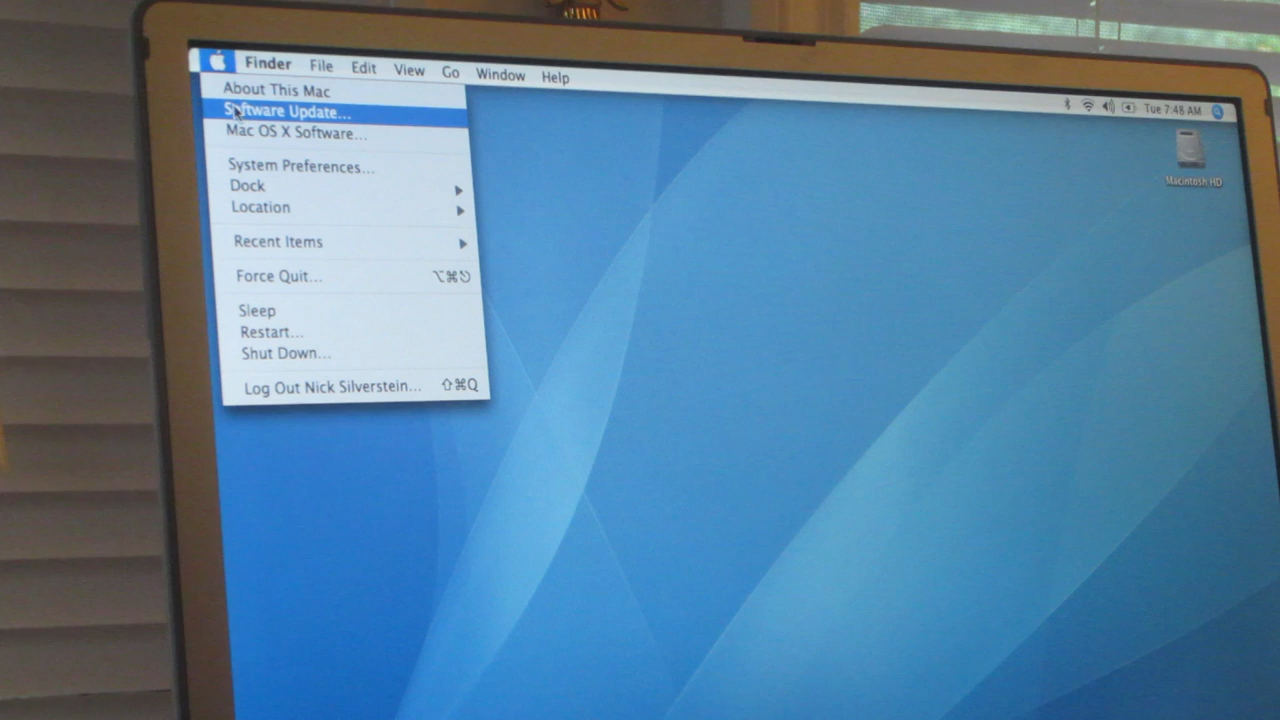 Finder File Edit View Go Window Help
Tue 7:48 AM
Macintosh HD
About This Mac
Software Update...
Mac OS X Software...
System Preferences...
Dock
Location
Recent Items
Force Quit... ⌥⌘⎋
Sleep
Restart...
Shut Down...
Log Out Nick Silverstein... ⇧⌘Q